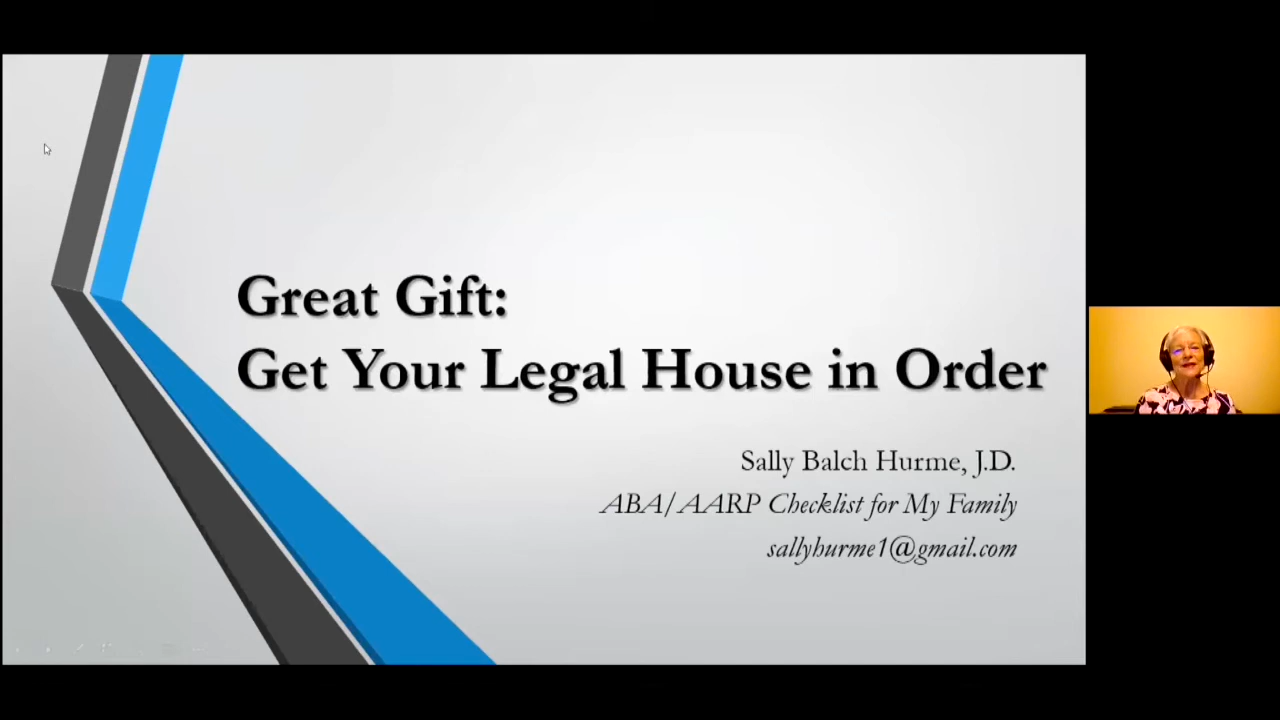 Great Gift:
Get Your Legal House in Order
Sally Balch Hurme, J.D.
ABA/AARP Checklist for My Family
sallyhurme1@gmail.com